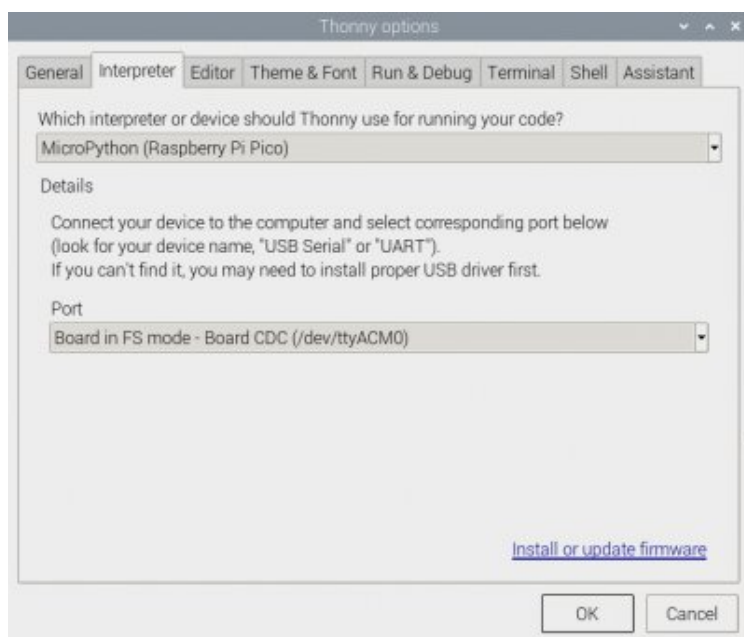 Thonny options
General Interpreter Editor Theme & Font Run & Debug Terminal Shell Assistant
Which interpreter or device should Thonny use for running your code?
MicroPython (Raspberry Pi Pico)
Details
Connect your device to the computer and select corresponding port below
(look for your device name, "USB Serial" or "UART").
If you can't find it, you may need to install proper USB driver first.
Port
Board in FS mode - Board CDC (/dev/ttyACM0)
Install or update firmware
OK Cancel